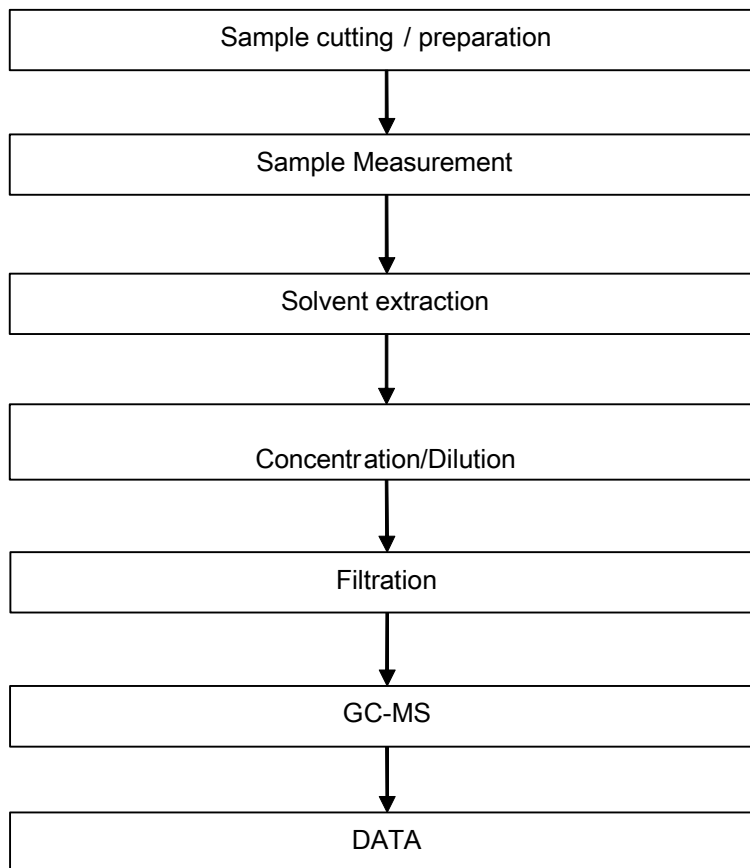 Sample cutting / preparation
Sample Measurement
Solvent extraction
Concentration/Dilution
Filtration
GC-MS
DATA